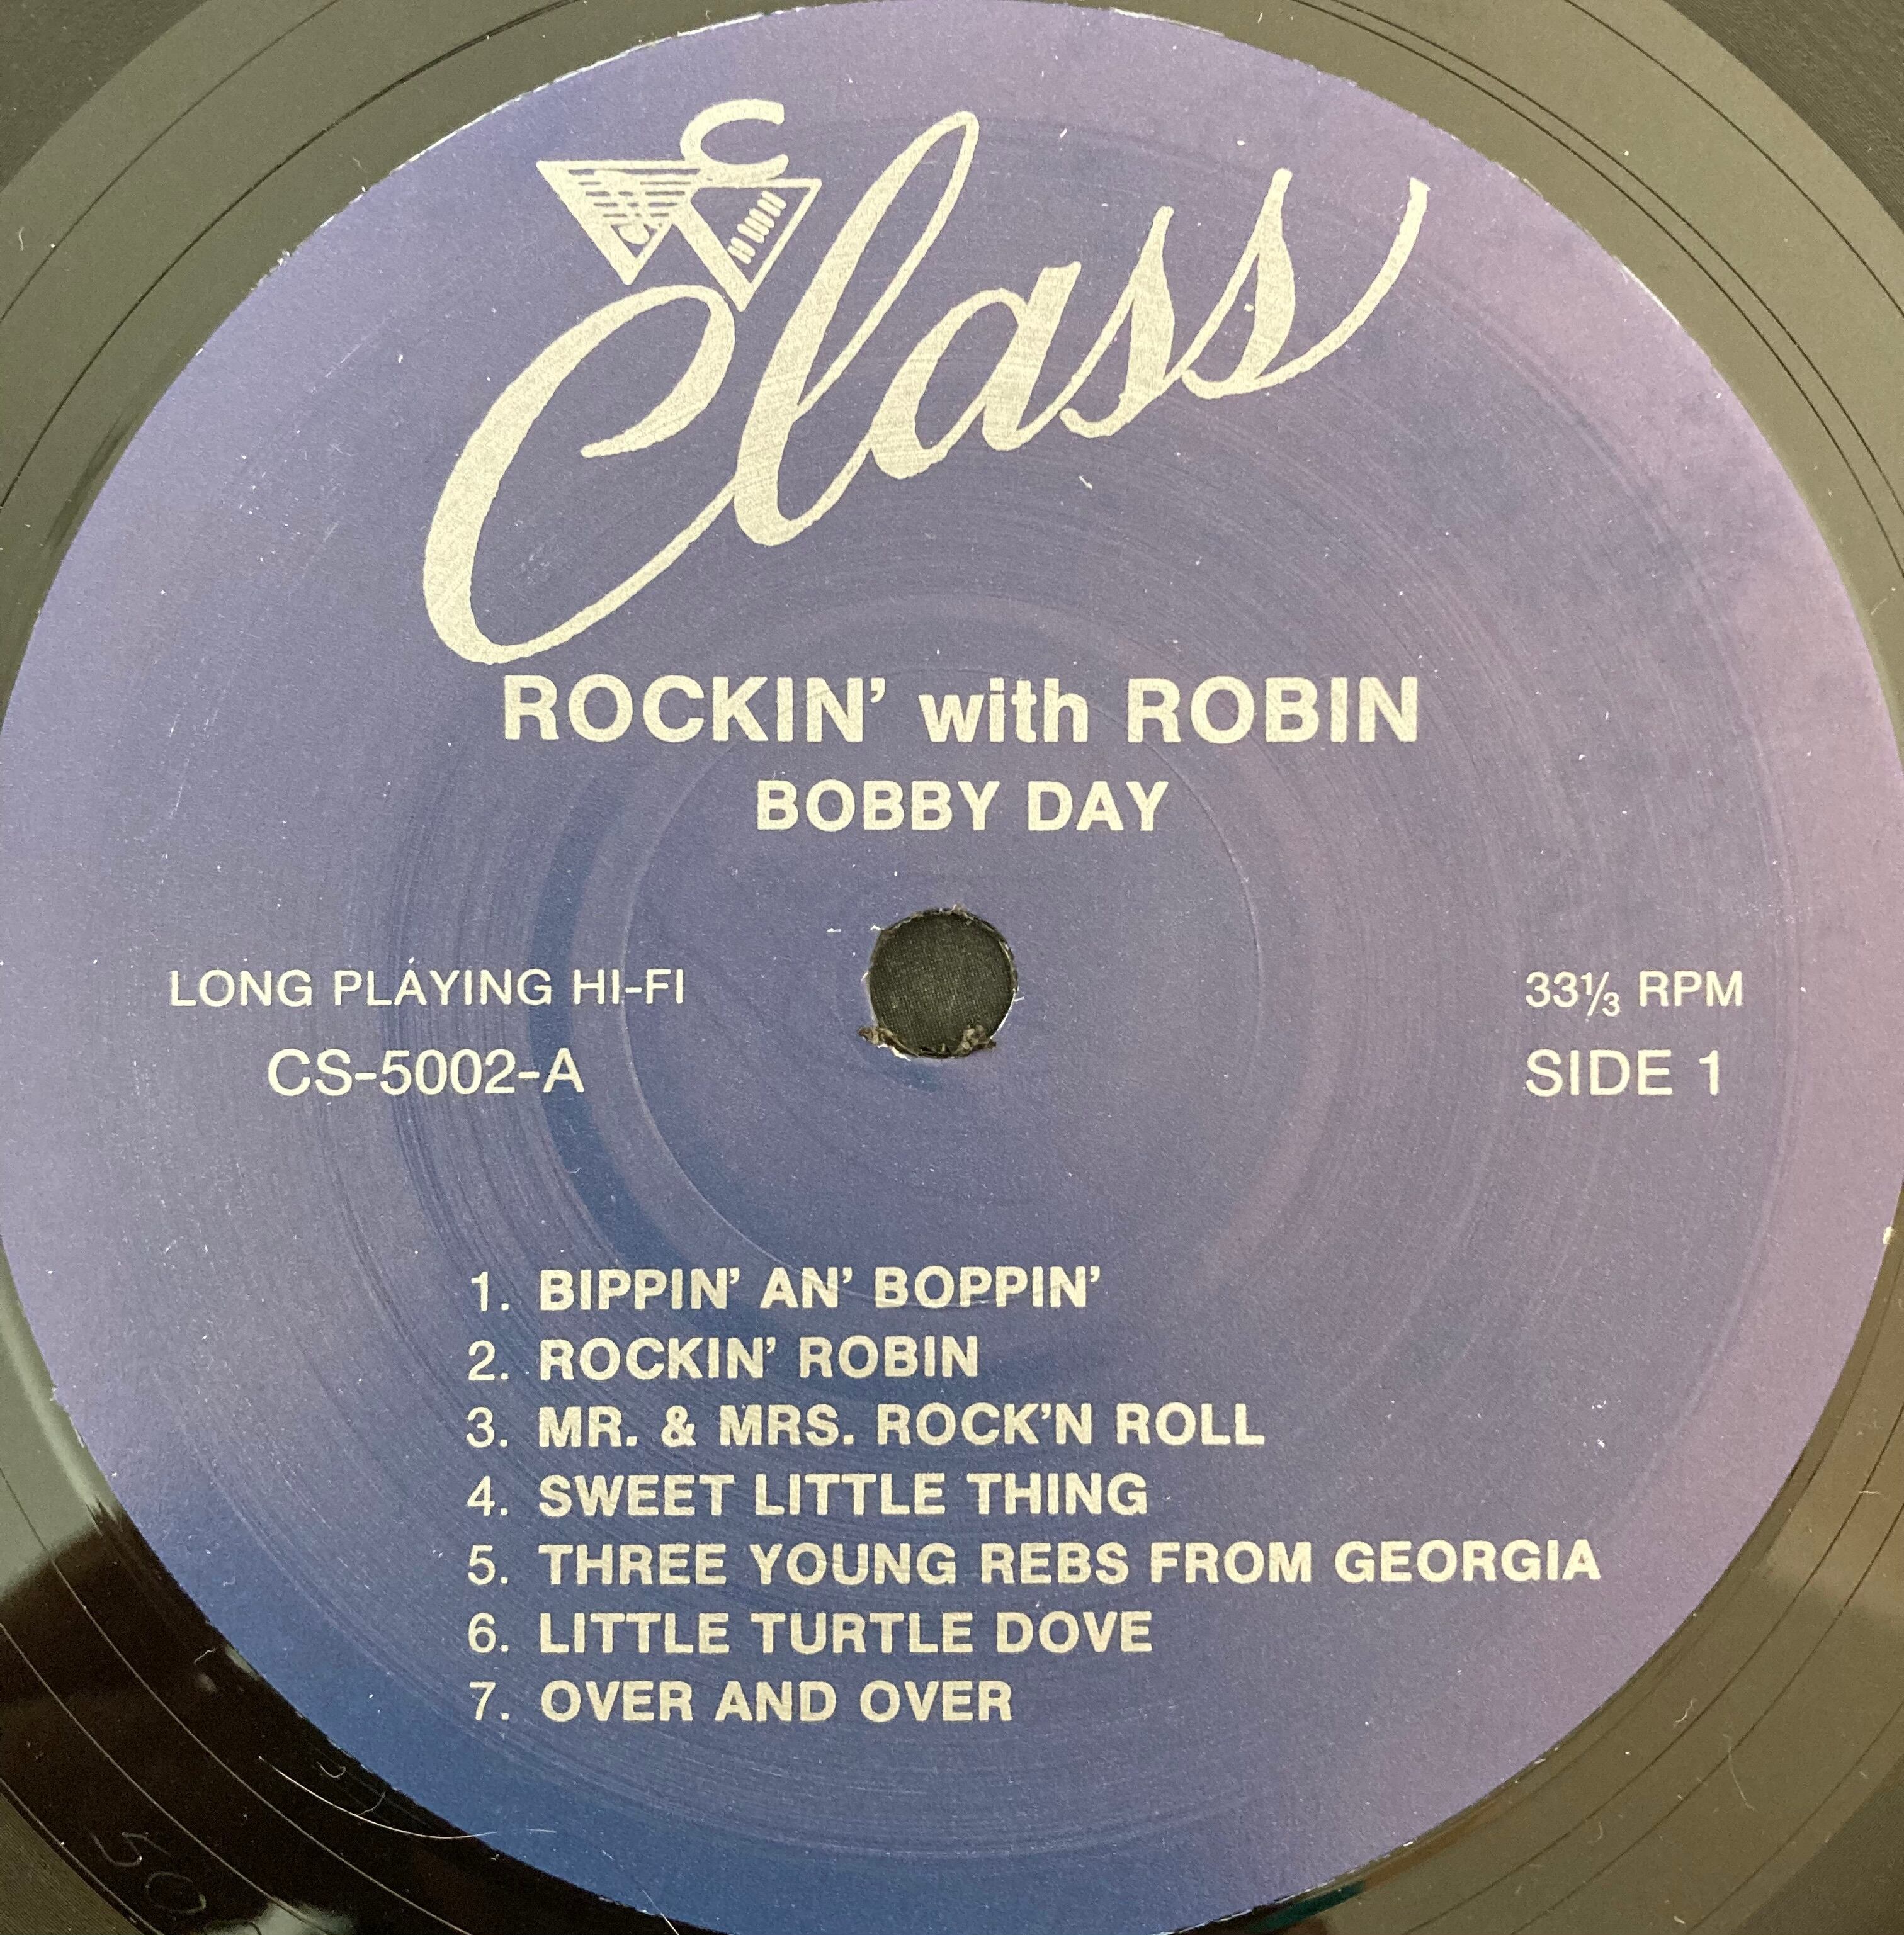 Class
ROCKIN' with ROBIN
BOBBY DAY
LONG PLAYING HI-FI
33⅓ RPM
CS-5002-A
SIDE 1
1. BIPPIN' AN' BOPPIN'
2. ROCKIN' ROBIN
3. MR. & MRS. ROCK'N ROLL
4. SWEET LITTLE THING
5. THREE YOUNG REBS FROM GEORGIA
6. LITTLE TURTLE DOVE
7. OVER AND OVER